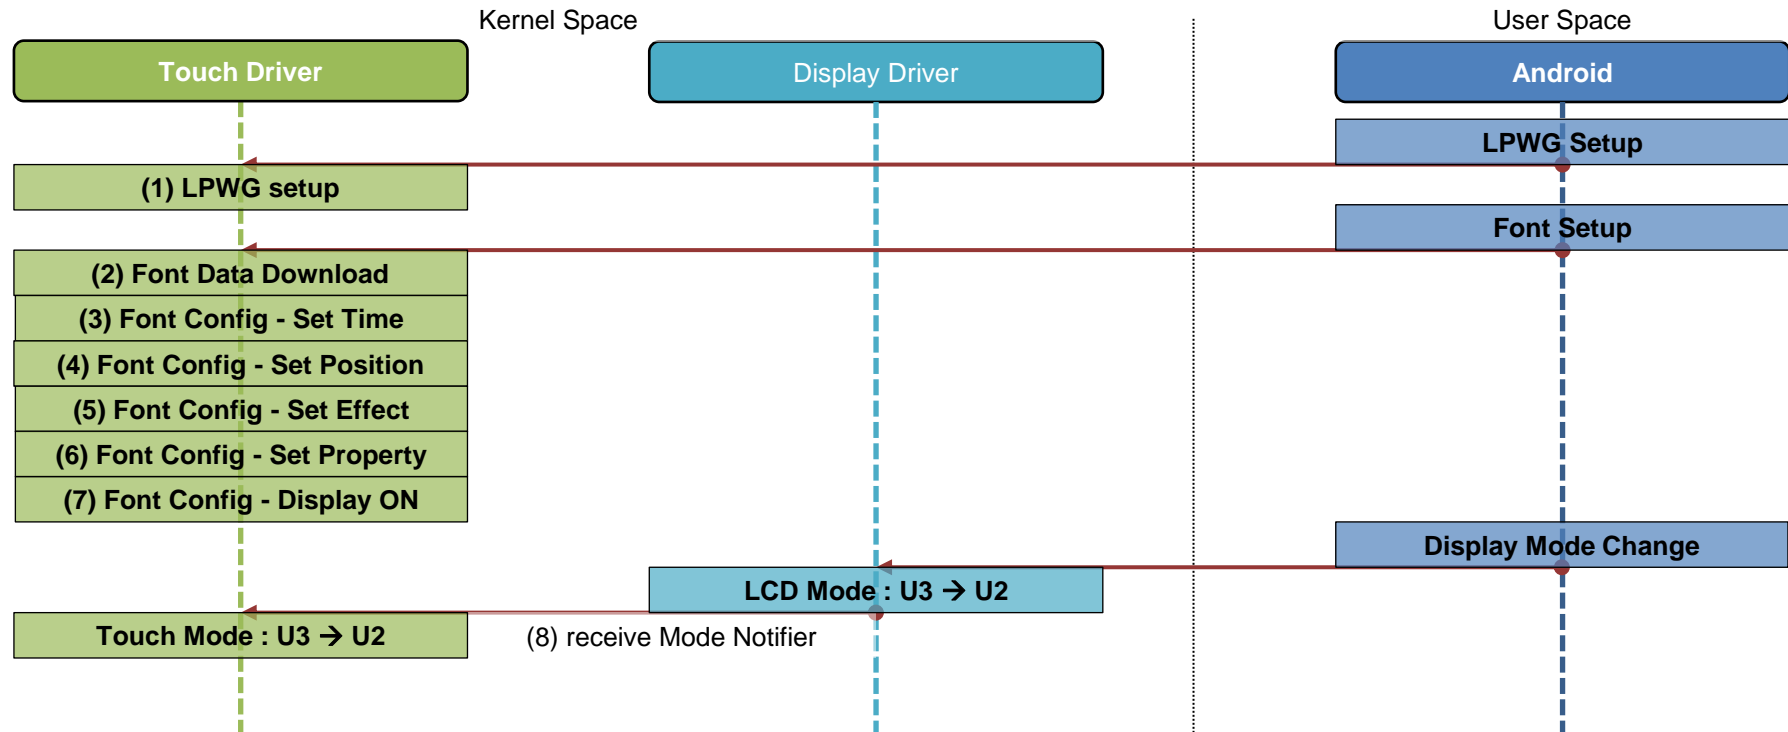 Kernel Space
User Space
Touch Driver
Display Driver
Android
LPWG Setup
(1) LPWG setup
Font Setup
(2) Font Data Download
(3) Font Config - Set Time
(4) Font Config - Set Position
(5) Font Config - Set Effect
(6) Font Config - Set Property
(7) Font Config - Display ON
Display Mode Change
LCD Mode : U3 → U2
(8) receive Mode Notifier
Touch Mode : U3 → U2